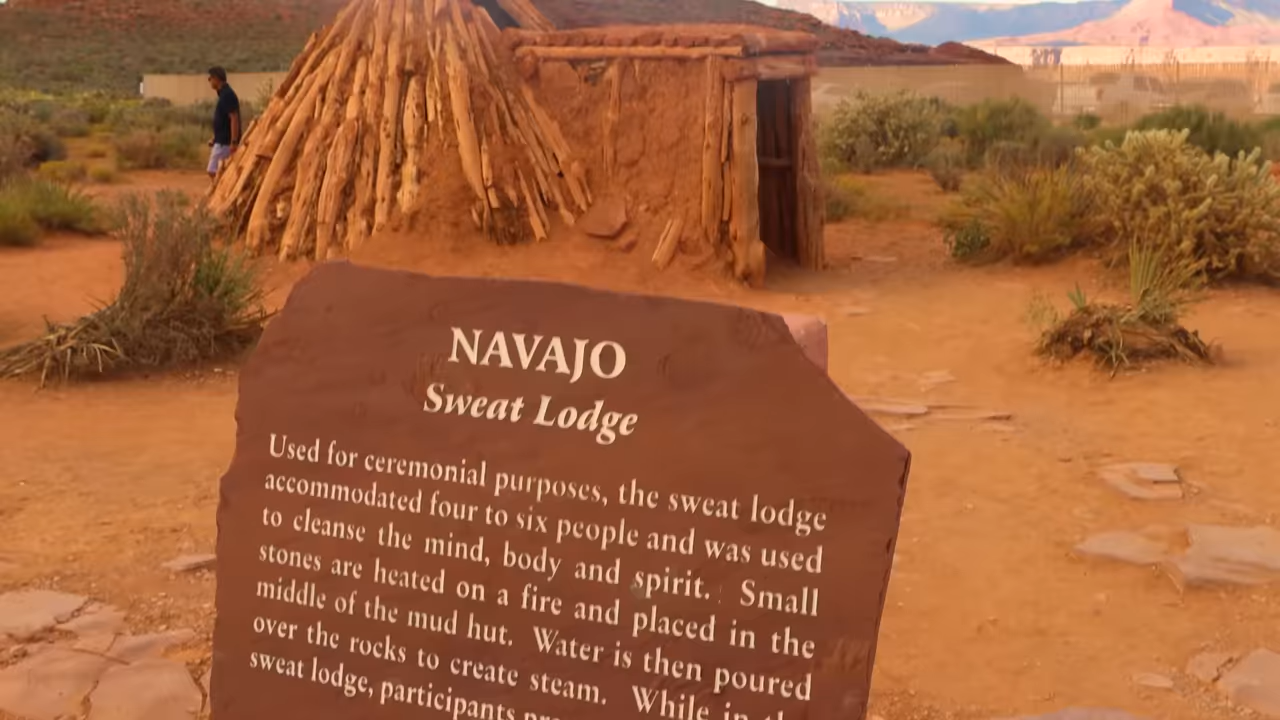 NAVAJO
Sweat Lodge
Used for ceremonial purposes, the sweat lodge
accommodated four to six people and was used
to cleanse the mind, body and spirit. Small
stones are heated on a fire and placed in the
middle of the mud hut. Water is then poured
over the rocks to create steam. While in
sweat lodge, participants